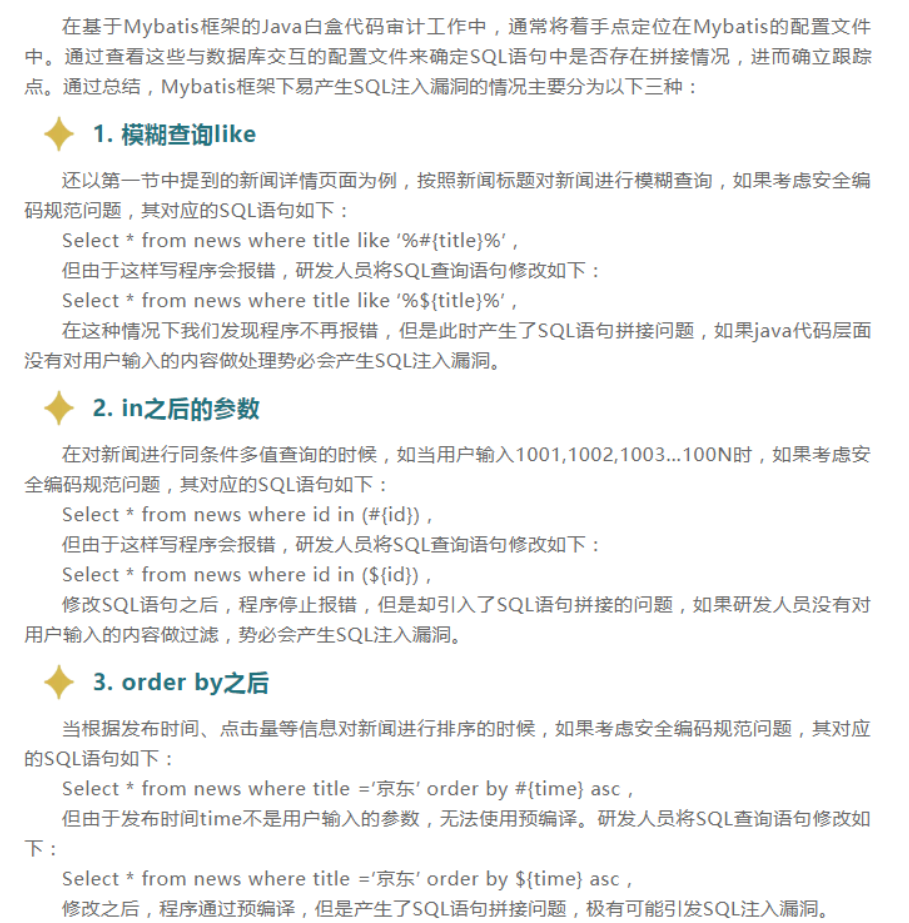 在基于Mybatis框架的Java白盒代码审计工作中，通常将着手点定位在Mybatis的配置文件
中。通过查看这些与数据库交互的配置文件来确定SQL语句中是否存在拼接情况，进而确立跟踪
点。通过总结，Mybatis框架下易产生SQL注入漏洞的情况主要分为以下三种：
1. 模糊查询like
还以第一节中提到的新闻详情页面为例，按照新闻标题对新闻进行模糊查询，如果考虑安全编
码规范问题，其对应的SQL语句如下：
Select * from news where title like ‘%#{title}%’，
但由于这样写程序会报错，研发人员将SQL查询语句修改如下：
Select * from news where title like ‘%${title}%’，
在这种情况下我们发现程序不再报错，但是此时产生了SQL语句拼接问题，如果java代码层面
没有对用户输入的内容做处理势必会产生SQL注入漏洞。
2. in之后的参数
在对新闻进行同条件多值查询的时候，如当用户输入1001,1002,1003...100N时，如果考虑安
全编码规范问题，其对应的SQL语句如下：
Select * from news where id in (#{id})，
但由于这样写程序会报错，研发人员将SQL查询语句修改如下：
Select * from news where id in (${id})，
修改SQL语句之后，程序停止报错，但是却引入了SQL语句拼接的问题，如果研发人员没有对
用户输入的内容做过滤，势必会产生SQL注入漏洞。
3. order by之后
当根据发布时间、点击量等信息对新闻进行排序的时候，如果考虑安全编码规范问题，其对应
的SQL语句如下：
Select * from news where title =‘京东’ order by #{time} asc，
但由于发布时间time不是用户输入的参数，无法使用预编译。研发人员将SQL查询语句修改如
下：
Select * from news where title =‘京东’ order by ${time} asc，
修改之后，程序通过预编译，但是产生了SQL语句拼接问题，极有可能引发SQL注入漏洞。